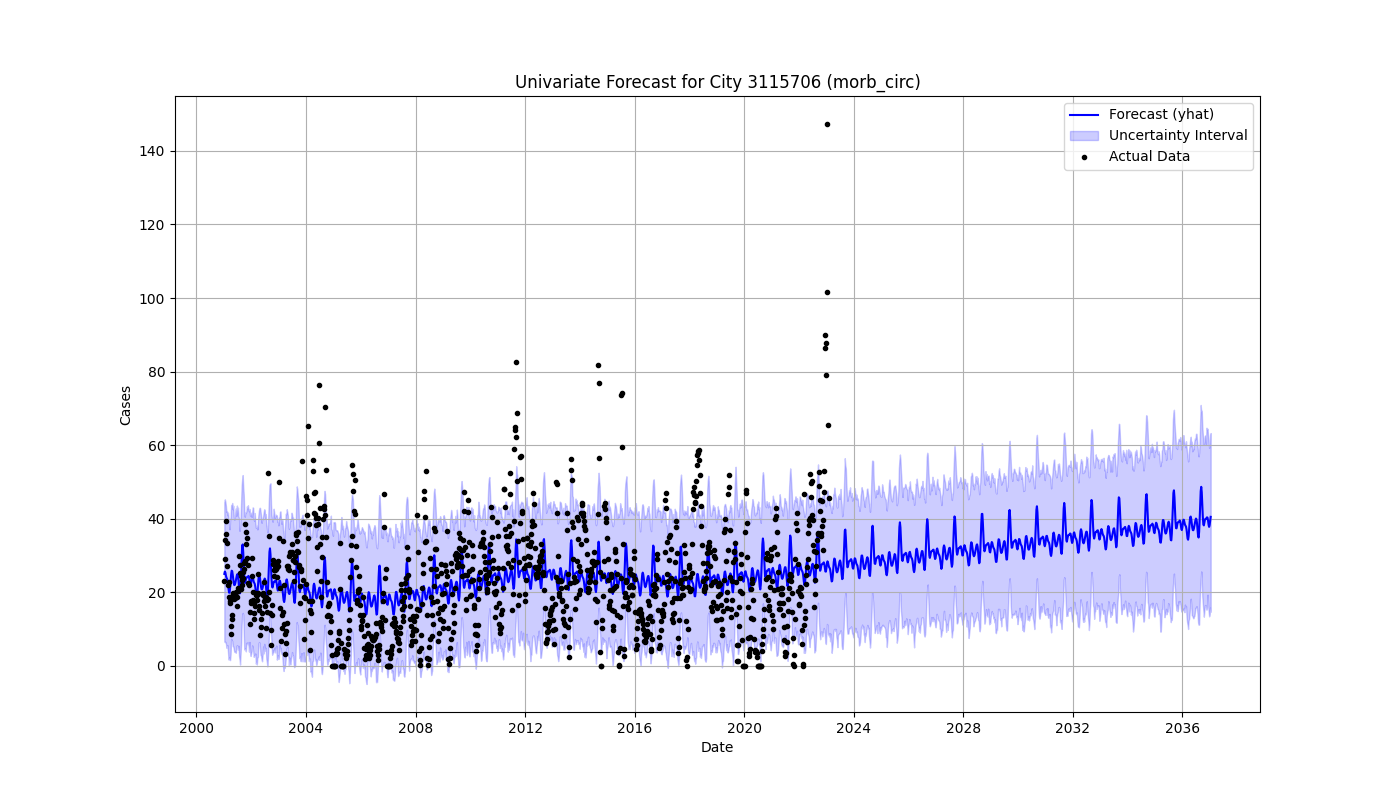 Univariate Forecast for City 3115706 (morb_circ)
Forecast (yhat)
Uncertainty Interval
Actual Data
Cases
140
120
100
80
60
40
20
0
2000 2004 2008 2012 2016 2020 2024 2028 2032 2036
Date